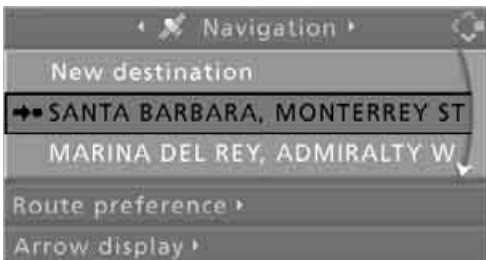 Navigation
New destination
SANTA BARBARA, MONTERREY ST
MARINA DEL REY, ADMIRALTY W
Route preference
Arrow display